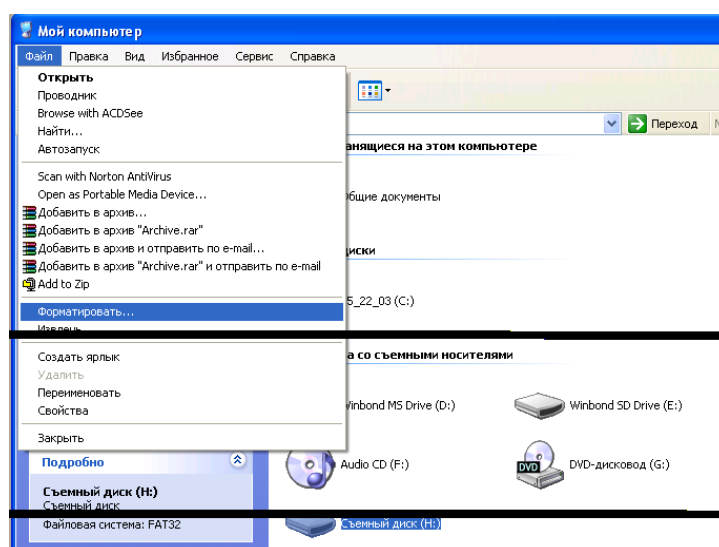 Мой компьютер
Файл Правка Вид Избранное Сервис Справка
Открыть
Проводник
Browse with ACDSee
Найти...
Автозапуск
Scan with Norton AntiVirus
Open as Portable Media Device...
Добавить в архив...
Добавить в архив "Archive.rar"
Добавить в архив и отправить по e-mail...
Добавить в архив "Archive.rar" и отправить по e-mail
Add to Zip
Форматировать...
Извлечь
Создать ярлык
Удалить
Переименовать
Свойства
Закрыть
Переход
на этом компьютере
документы
5_22_03 (C:)
со съемными носителями
Winbond MS Drive (D:)
Winbond SD Drive (E:)
Audio CD (F:)
DVD-дисковод (G:)
Съемный диск (H:)
Подробно
Съемный диск (H:)
Съемный диск
Файловая система: FAT32